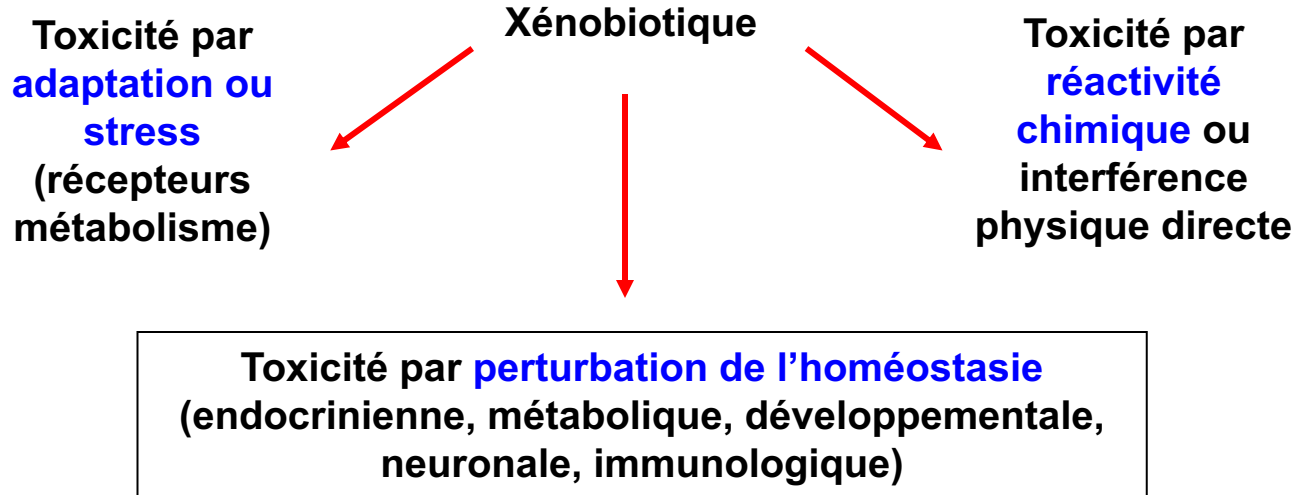 Toxicité par
adaptation ou
stress
(récepteurs
métabolisme)
Xénobiotique
Toxicité par
réactivité
chimique ou
interférence
physique directe
Toxicité par perturbation de l’homéostasie
(endocrinienne, métabolique, développementale,
neuronale, immunologique)